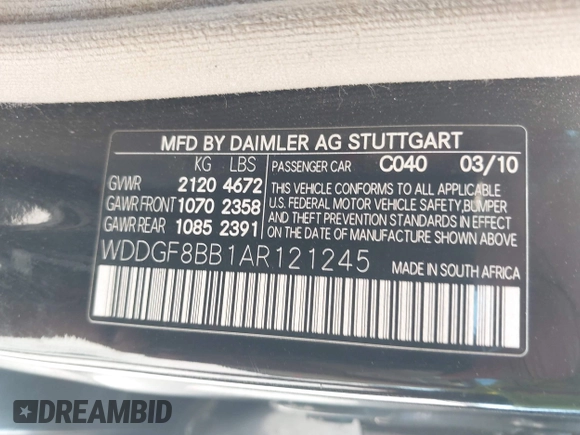 MFD BY DAIMLER AG STUTTGART
KG LBS PASSENGER CAR C040 03/10
GVWR 2120 4672 THIS VEHICLE CONFORMS TO ALL APPLICABLE
GAWR FRONT 1070 2358 U.S. FEDERAL MOTOR VEHICLE SAFETY, BUMPER
GAWR REAR 1085 2391 AND THEFT PREVENTION STANDARDS IN EFFECT
ON THE DATE OF MANUFACTURE SHOWN ABOVE.
WDDGF8BB1AR121245 MADE IN SOUTH AFRICA
DREAMBID